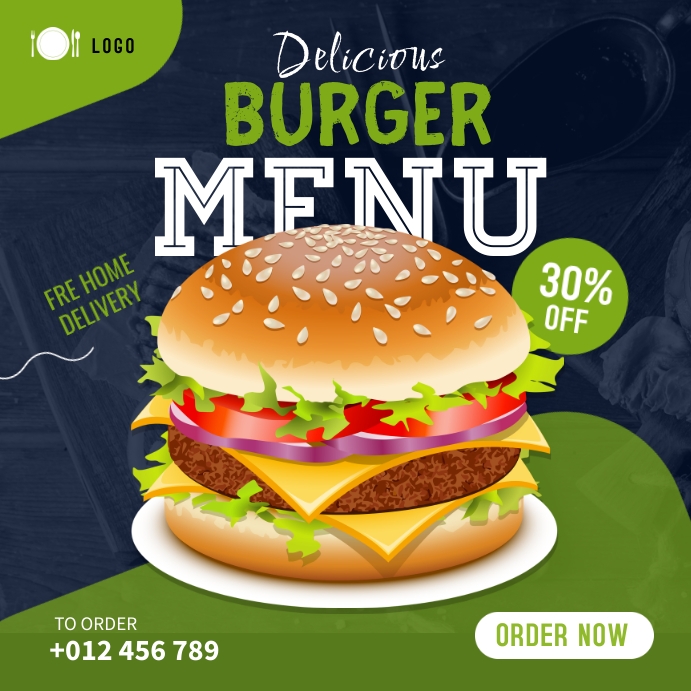 LOGO
Delicious
BURGER
MENU
FRE HOME
DELIVERY
30%
OFF
TO ORDER
+012 456 789
ORDER NOW